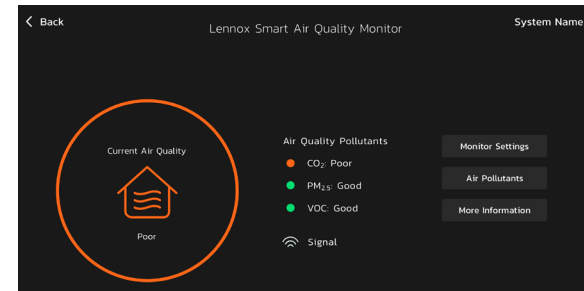 Back
Lennox Smart Air Quality Monitor
System Name
Current Air Quality
Poor
Air Quality Pollutants
CO₂: Poor
PM₂.₅: Good
VOC: Good
Signal
Monitor Settings
Air Pollutants
More Information